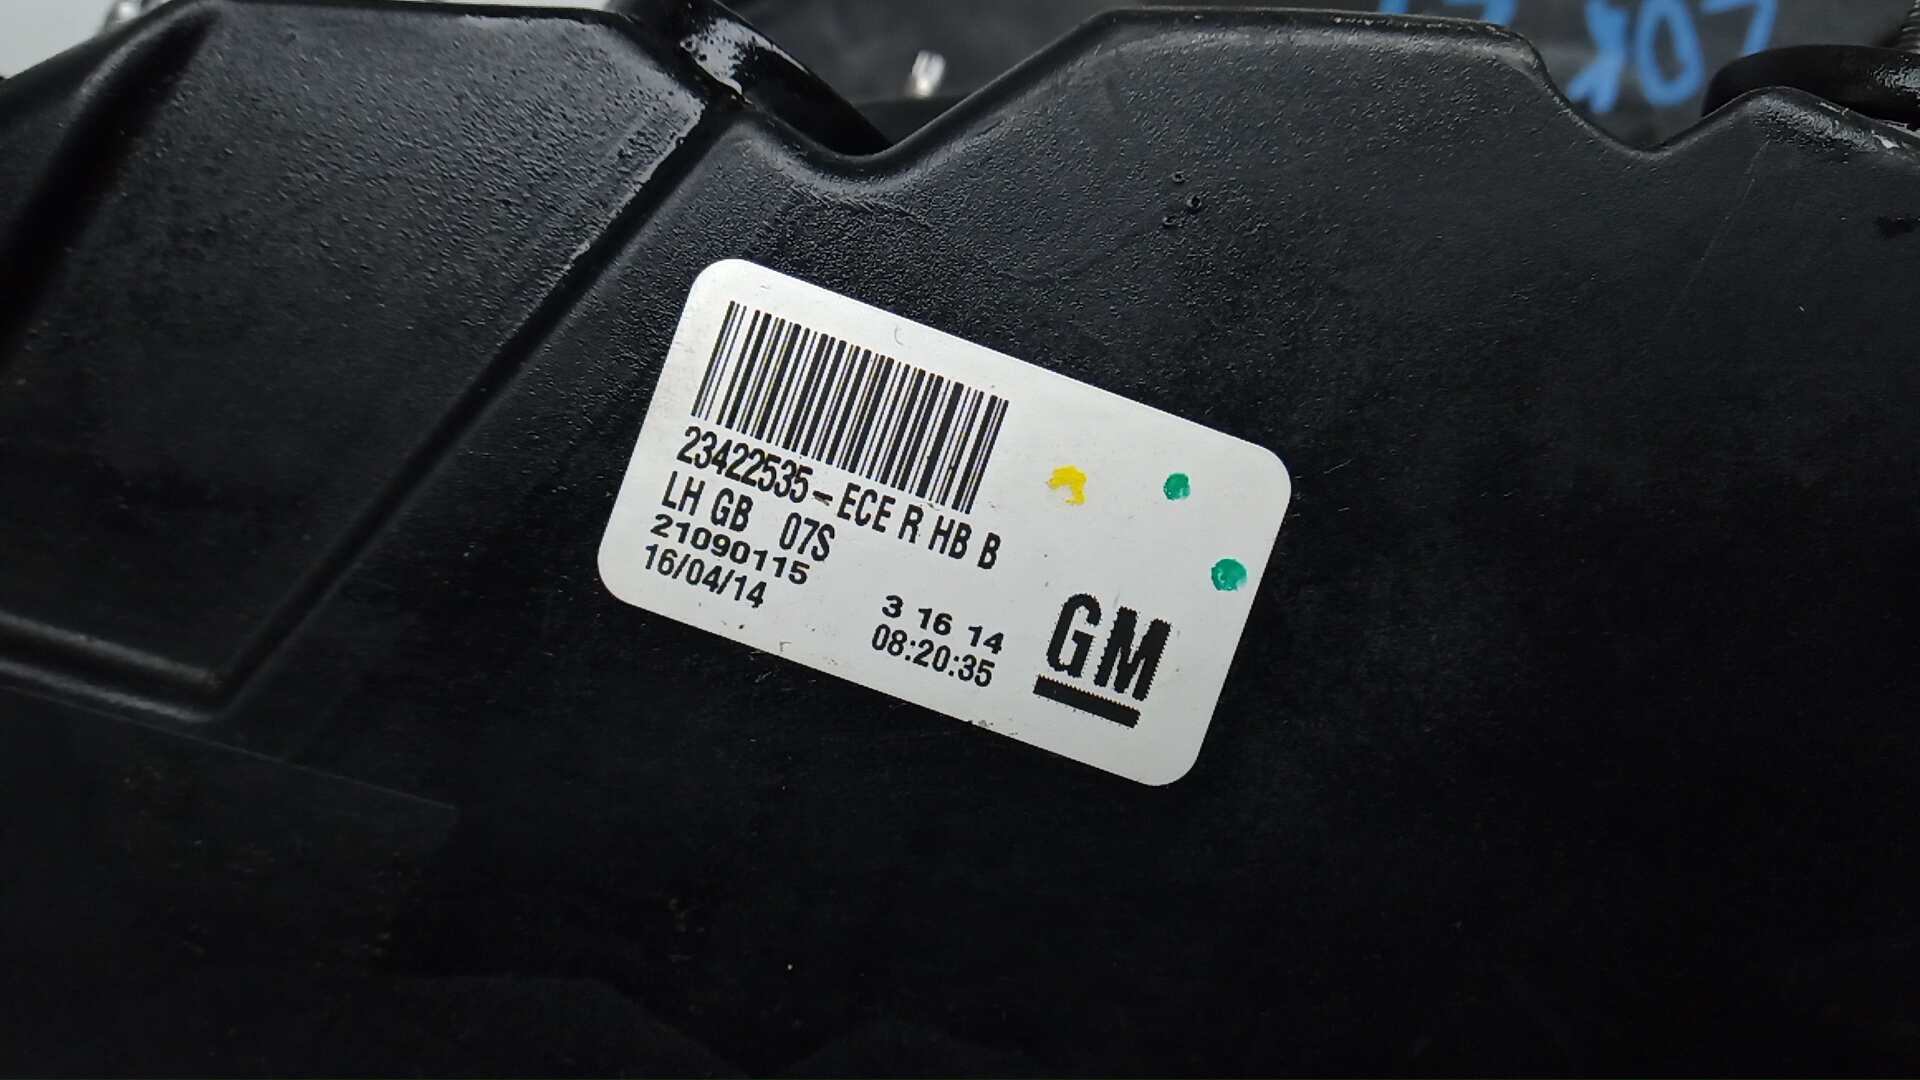 23422535-ECE R HB B
LH GB 07S
21090115
16/04/14
3 16 14
08:20:35
GM